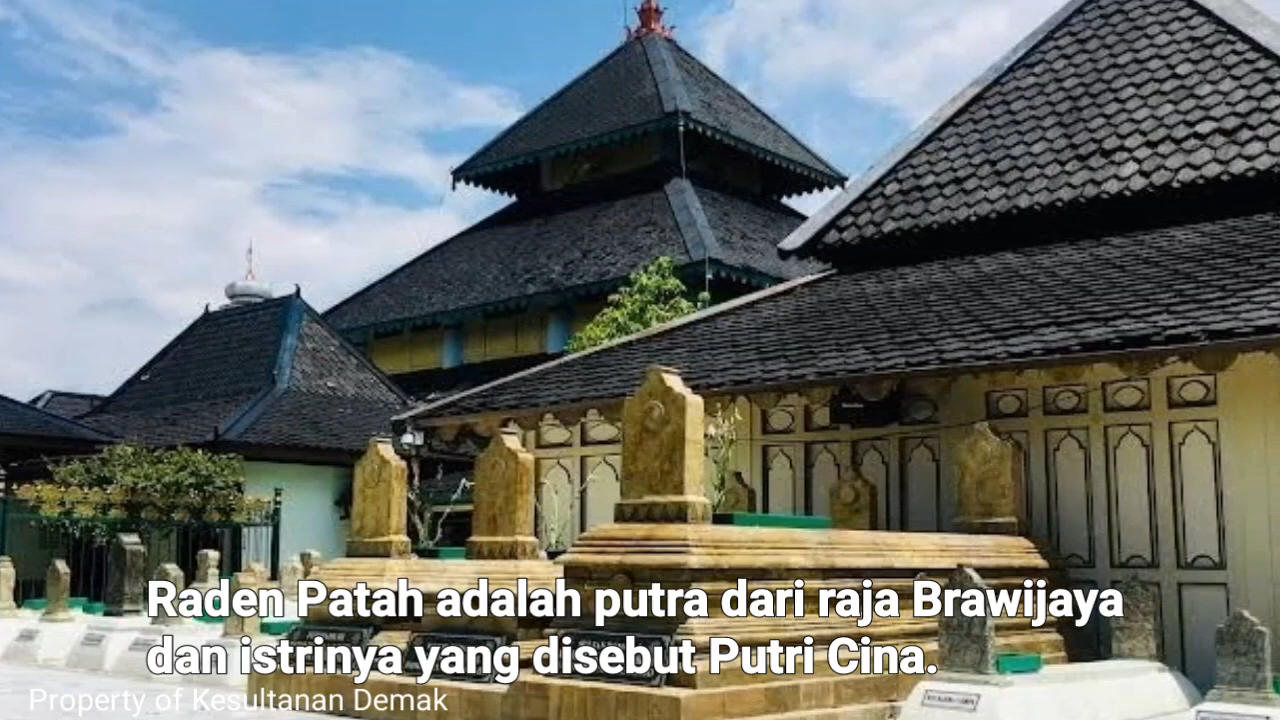 Raden Patah adalah putra dari raja Brawijaya
dan istrinya yang disebut Putri Cina.
Property of Kesultanan Demak